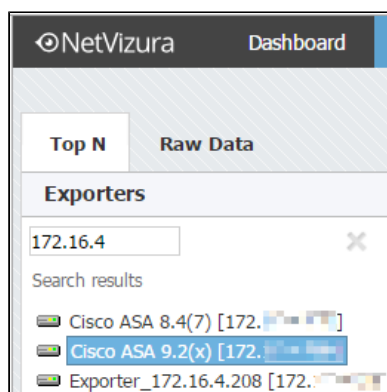 NetVizura Dashboard
Top N Raw Data
Exporters
172.16.4
Search results
Cisco ASA 8.4(7) [172. ]
Cisco ASA 9.2(x) [172.
Exporter_172.16.4.208 [172.